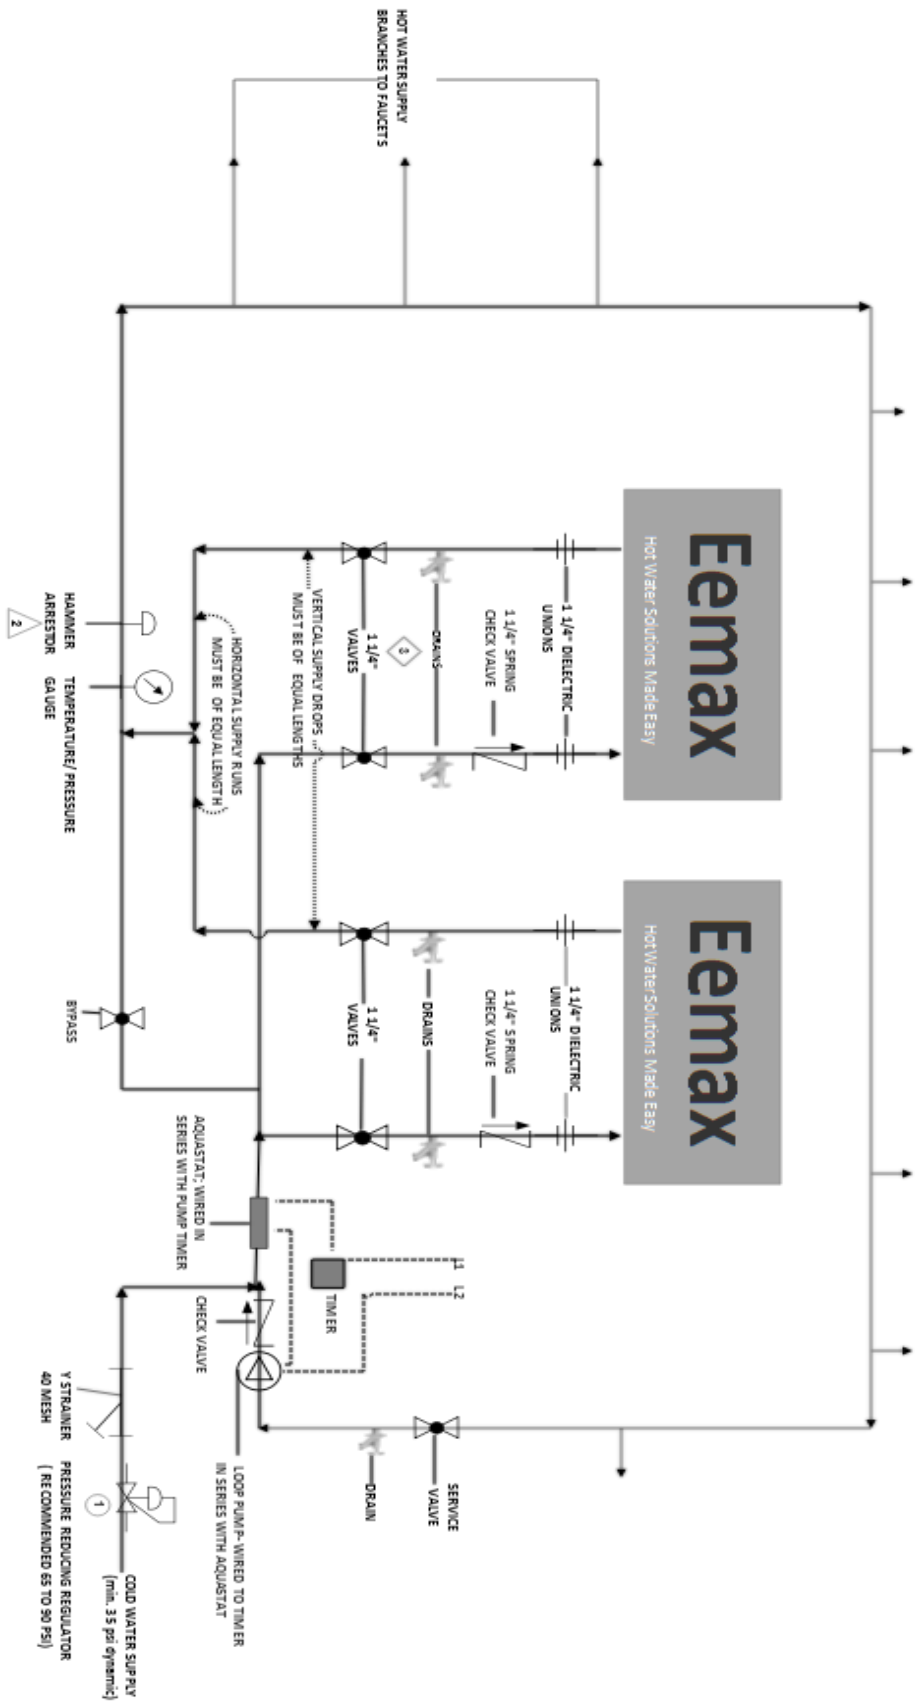 HOT WATER SUPPLY
BRANCHES TO FAUCETS
Eemax
Hot Water Solutions Made Easy
Eemax
Hot Water Solutions Made Easy
1 1/4" DIELECTRIC
UNIONS
1 1/4" DIELECTRIC
UNIONS
1 1/4" SPRING
CHECK VALVE
1 1/4" SPRING
CHECK VALVE
DRAINS
DRAINS
3
1 1/4"
VALVES
1 1/4"
VALVES
VERTICAL SUPPLY DROPS
MUST BE OF EQUAL LENGTHS
HORIZONTAL SUPPLY RUNS
MUST BE OF EQUAL LENGTH
HAMMER
ARRESTOR
2
TEMPERATURE/ PRESSURE
GAUGE
BYPASS
AQUASTAT; WIRED IN
SERIES WITH PUMP TIMER
L1
L2
TIMER
CHECK VALVE
SERVICE
VALVE
DRAIN
LOOP PUMP- WIRED TO TIMER
IN SERIES WITH AQUASTAT
Y STRAINER
40 MESH
1
PRESSURE REDUCING REGULATOR
( RECOMMENDED 65 TO 90 PSI)
COLD WATER SUPPLY
(min. 35 psi dynamic)